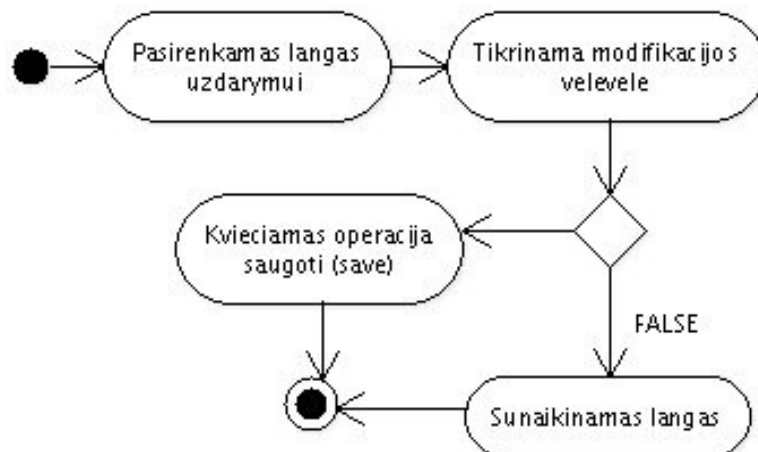 Pasirenkamas langas
uzdarymui
Tikrinama modifikacijos
velevele
Kvieciamas operacija
saugoti (save)
FALSE
Sunaikinamas langas